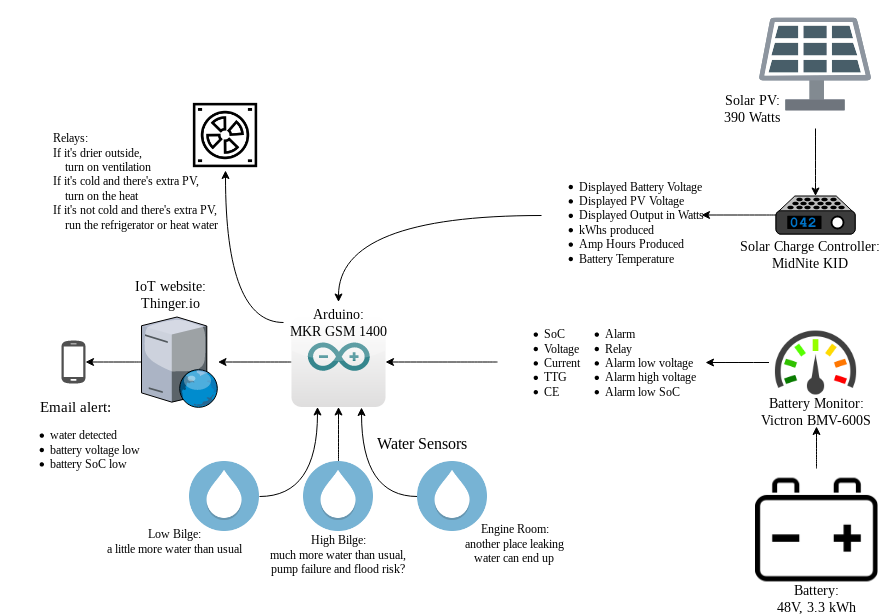 Solar PV:
390 Watts
Relays:
If it's drier outside,
turn on ventilation
If it's cold and there's extra PV,
turn on the heat
If it's not cold and there's extra PV,
run the refrigerator or heat water
• Displayed Battery Voltage
• Displayed PV Voltage
• Displayed Output in Watts
• kWhs produced
• Amp Hours Produced
• Battery Temperature
042
Solar Charge Controller:
MidNite KID
IoT website:
Thinger.io
Arduino:
MKR GSM 1400
• SoC
• Voltage
• Current
• TTG
• CE
• Alarm
• Relay
• Alarm low voltage
• Alarm high voltage
• Alarm low SoC
Battery Monitor:
Victron BMV-600S
Email alert:
• water detected
• battery voltage low
• battery SoC low
Water Sensors
Low Bilge:
a little more water than usual
High Bilge:
much more water than usual,
pump failure and flood risk?
Engine Room:
another place leaking
water can end up
Battery:
48V, 3.3 kWh